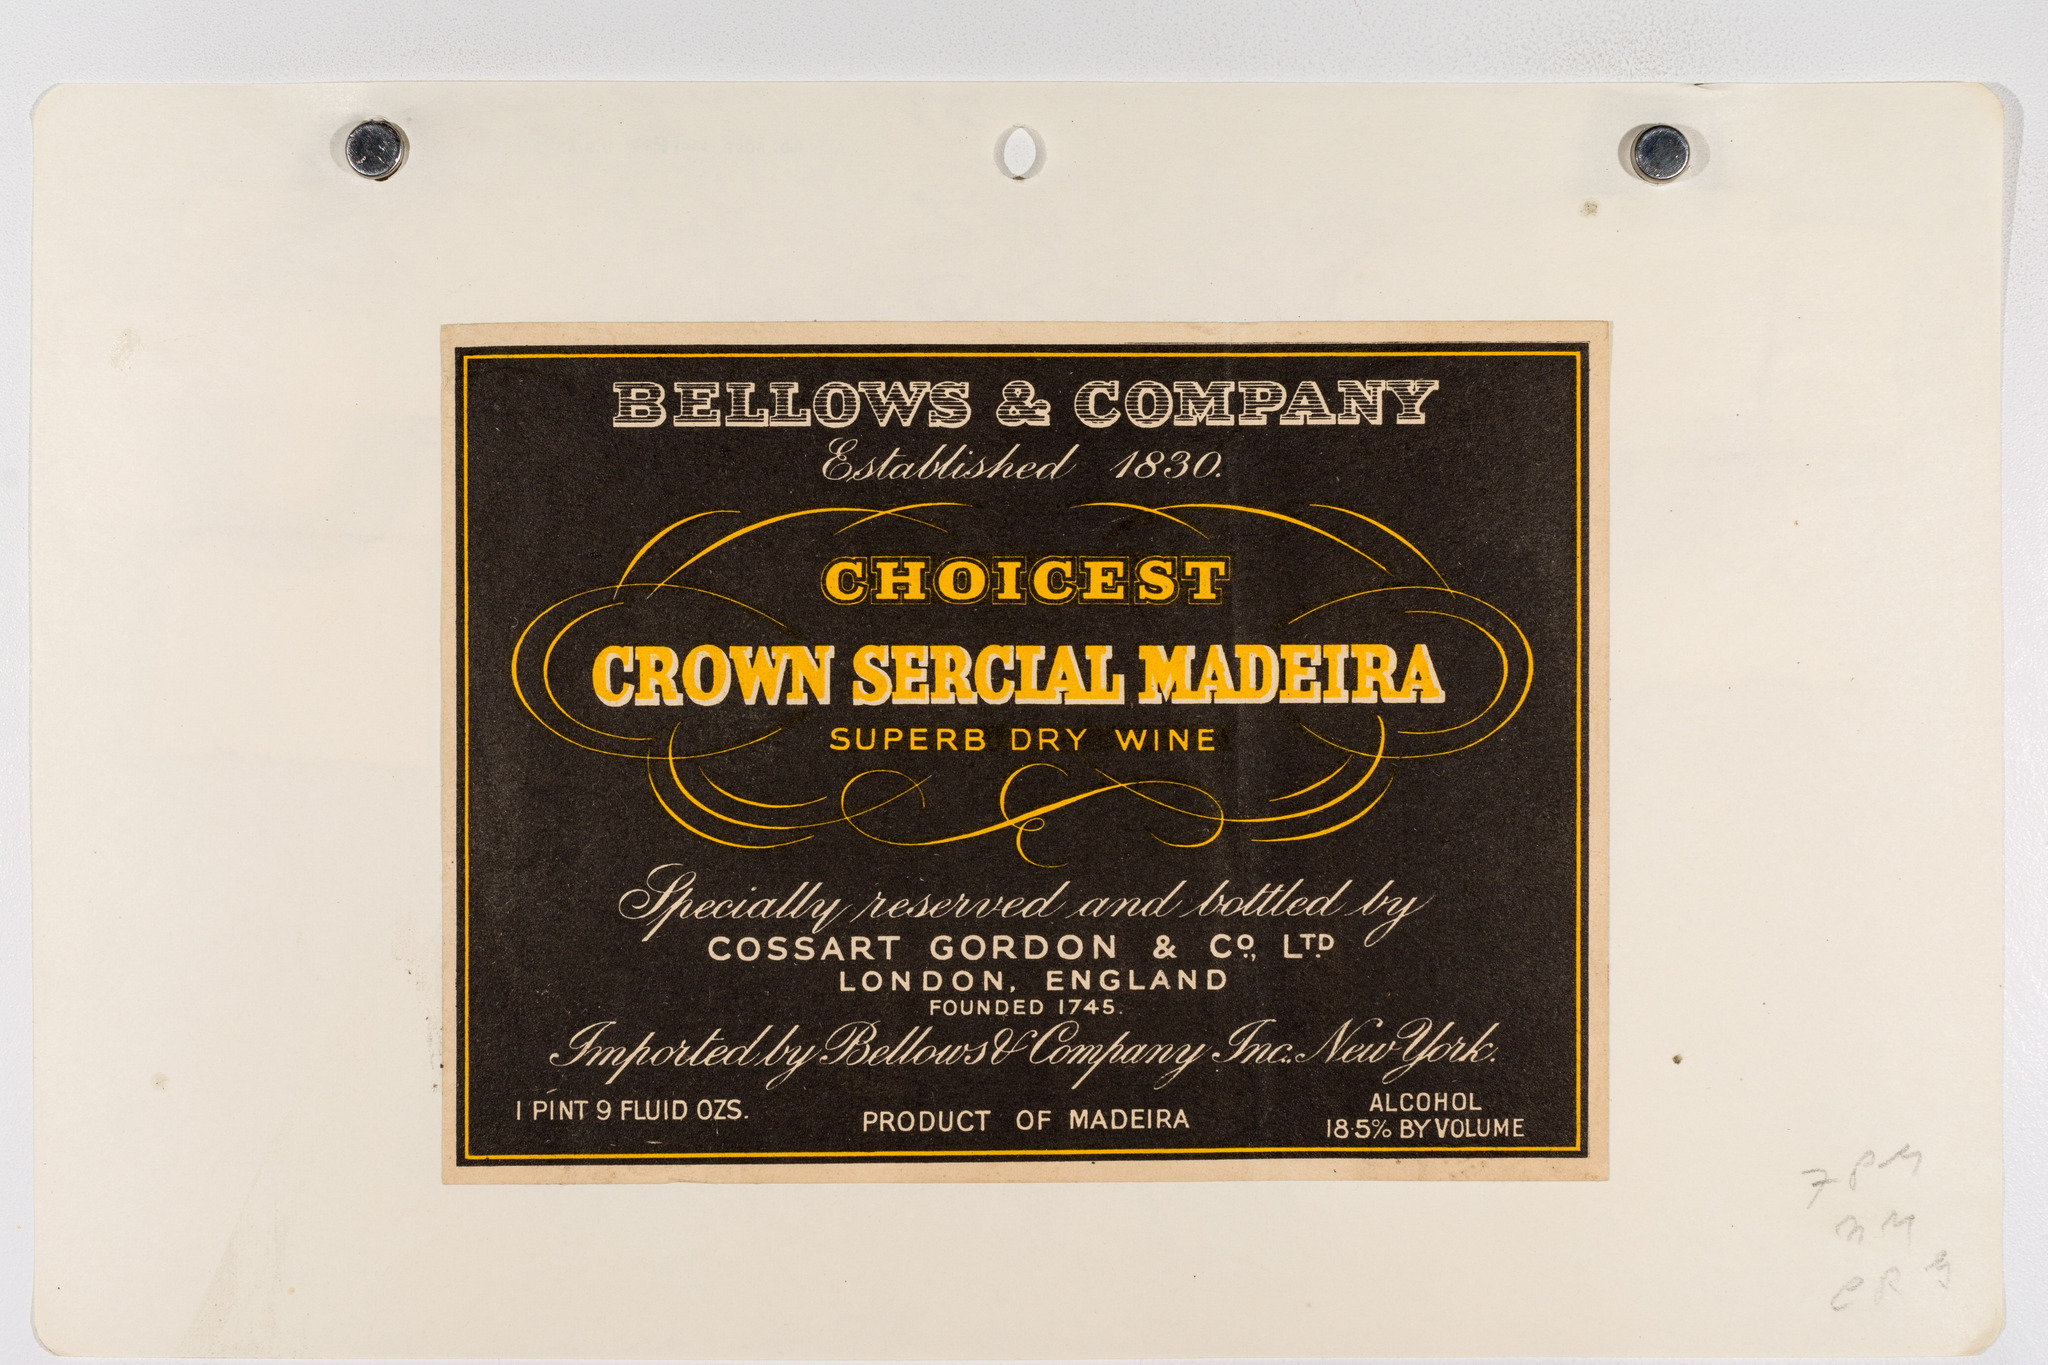 BELLOWS & COMPANY
Established 1830.
CHOICEST
CROWN SERCIAL MADEIRA
SUPERB DRY WINE
Specially reserved and bottled by
COSSART GORDON & Co., LTD
LONDON, ENGLAND
FOUNDED 1745.
Imported by Bellows & Company Inc. New York.
1 PINT 9 FLUID OZS.
PRODUCT OF MADEIRA
ALCOHOL
18·5% BY VOLUME